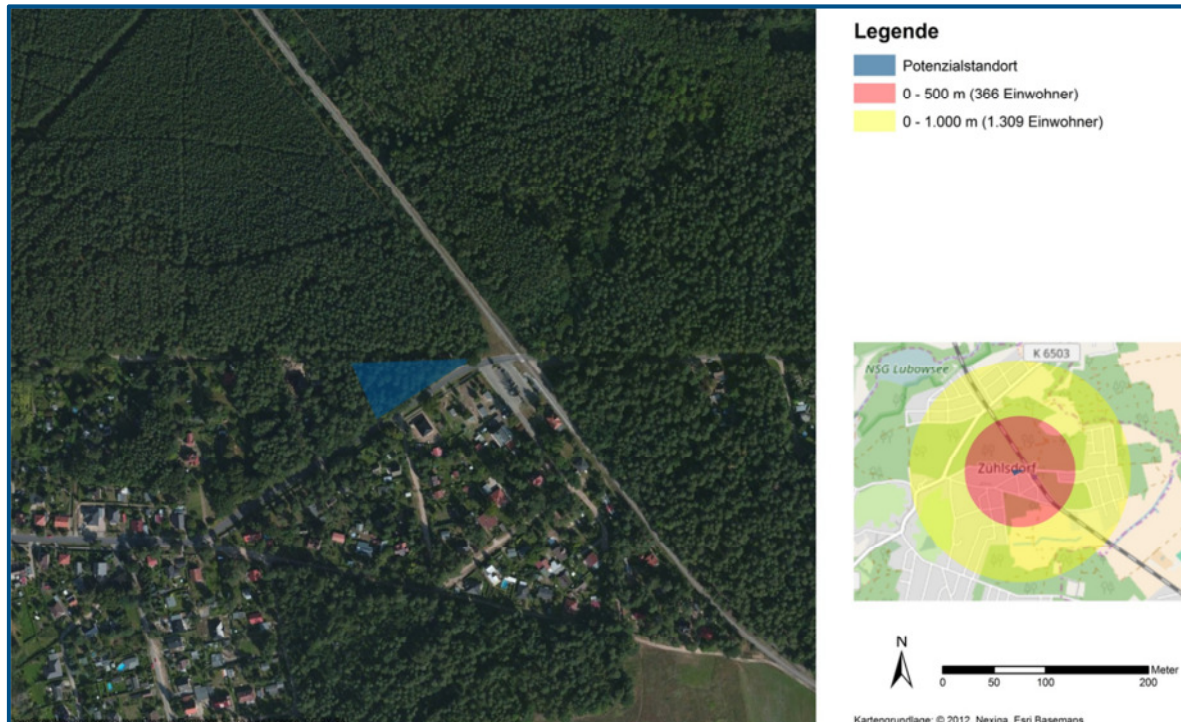 Legende
Potenzialstandort
0 - 500 m (366 Einwohner)
0 - 1.000 m (1.309 Einwohner)
K 6503
NSG Lubowsee
Zühlsdorf
N
Meter
0 50 100 200
Kartengrundlage: © 2012, Nexiga, Esri Basemaps